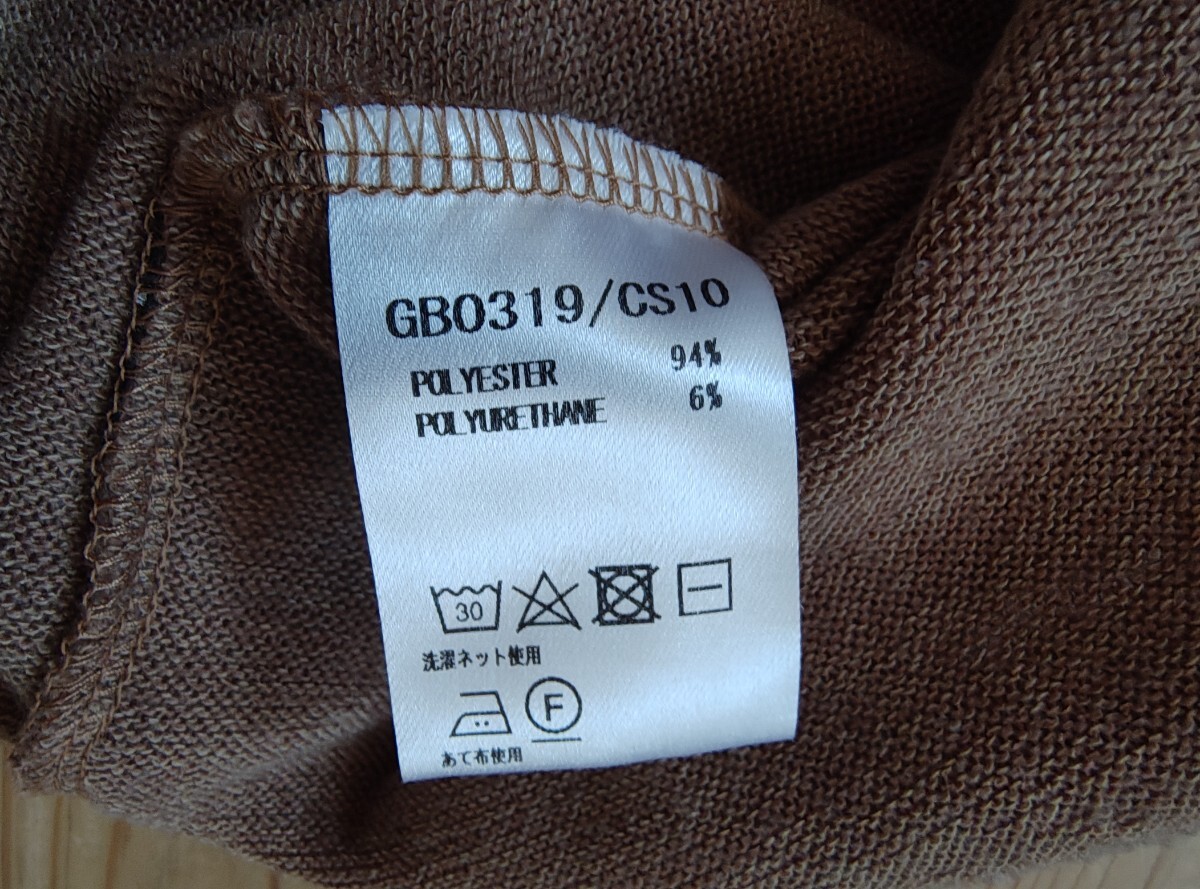 GB0319/CS10
POLYESTER 94%
POLYURETHANE 6%
30
洗濯ネット使用
F
あて布使用